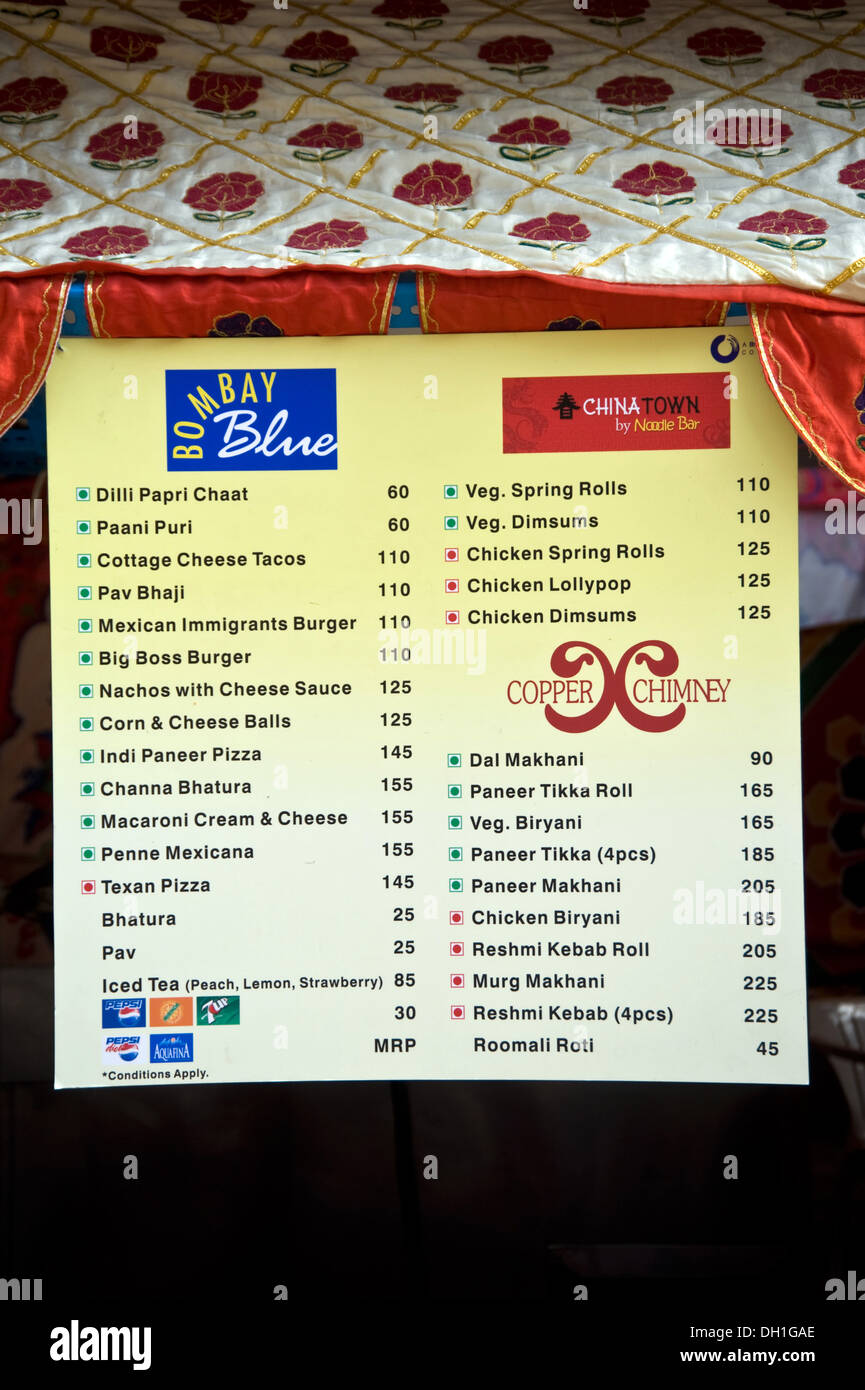 BOMBAY
Blue
Dilli Papri Chaat 60
Paani Puri 60
Cottage Cheese Tacos 110
Pav Bhaji 110
Mexican Immigrants Burger 110
Big Boss Burger 110
Nachos with Cheese Sauce 125
Corn & Cheese Balls 125
Indi Paneer Pizza 145
Channa Bhatura 155
Macaroni Cream & Cheese 155
Penne Mexicana 155
Texan Pizza 145
Bhatura 25
Pav 25
Iced Tea (Peach, Lemon, Strawberry) 85
PEPSI 7up 30
PEPSI AQUAFINA MRP
*Conditions Apply.
CHINATOWN
by Noodle Bar
Veg. Spring Rolls 110
Veg. Dimsums 110
Chicken Spring Rolls 125
Chicken Lollypop 125
Chicken Dimsums 125
COPPER CHIMNEY
Dal Makhani 90
Paneer Tikka Roll 165
Veg. Biryani 165
Paneer Tikka (4pcs) 185
Paneer Makhani 205
Chicken Biryani 185
Reshmi Kebab Roll 205
Murg Makhani 225
Reshmi Kebab (4pcs) 225
Roomali Roti 45
alamy
alamy
Image ID: DH1GAE
www.alamy.com